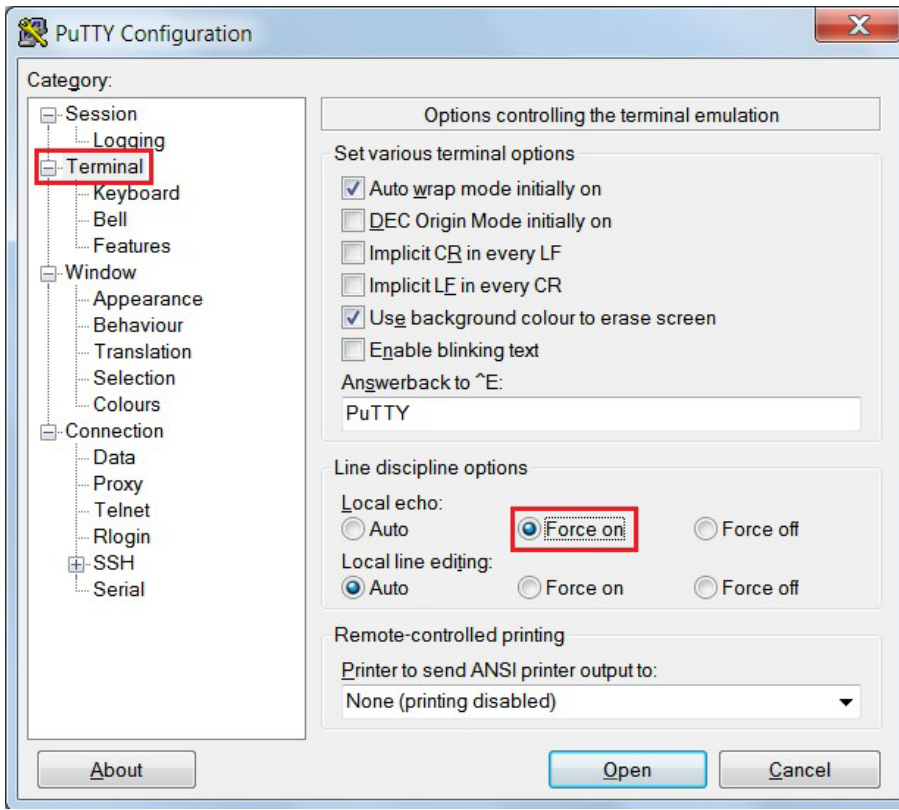 PuTTY Configuration
Category:
Session
Logging
Terminal
Keyboard
Bell
Features
Window
Appearance
Behaviour
Translation
Selection
Colours
Connection
Data
Proxy
Telnet
Rlogin
SSH
Serial
Options controlling the terminal emulation
Set various terminal options
Auto wrap mode initially on
DEC Origin Mode initially on
Implicit CR in every LF
Implicit LF in every CR
Use background colour to erase screen
Enable blinking text
Answerback to ^E:
PuTTY
Line discipline options
Local echo:
Auto Force on Force off
Local line editing:
Auto Force on Force off
Remote-controlled printing
Printer to send ANSI printer output to:
None (printing disabled)
About Open Cancel